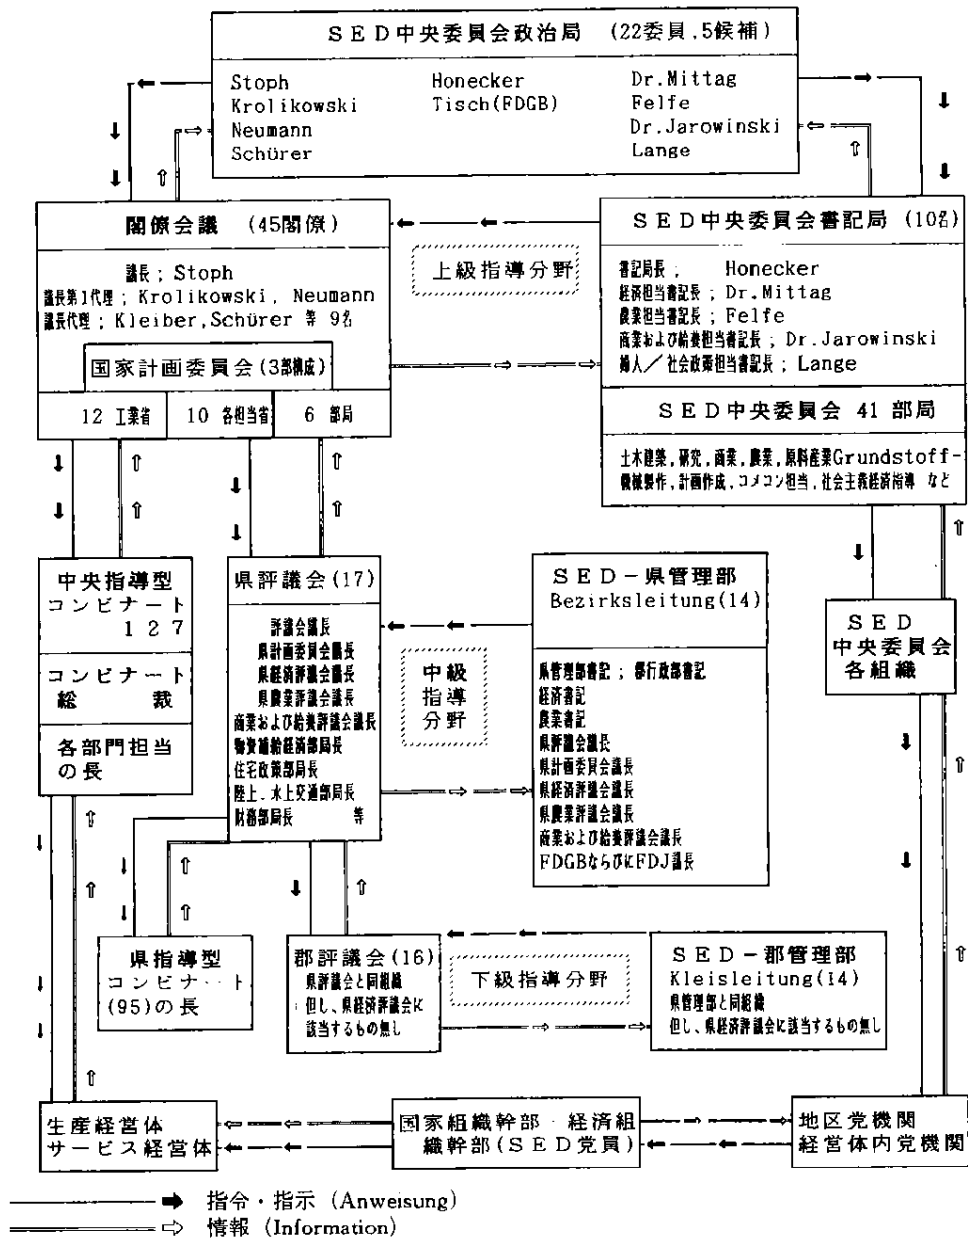 SED中央委員会政治局 (22委員,5候補)
Stoph Honecker Dr.Mittag
Krolikowski Tisch(FDGB) Felfe
Neumann Dr.Jarowinski
Schürer Lange
閣僚会議 (45閣僚)
議長;Stoph
議長第1代理;Krolikowski, Neumann
議長代理;Kleiber,Schürer 等 9名
国家計画委員会(3部構成)
12 工業省 10 各担当省 6 部局
上級指導分野
SED中央委員会書記局(10名)
書記局長; Honecker
経済担当書記長;Dr.Mittag
農業担当書記長;Felfe
商業および給養担当書記長;Dr.Jarowinski
婦人/社会政策担当書記長;Lange
SED中央委員会 41 部局
土木建築,研究,商業,農業,原料産業Grundstoff-
機械製作,計画作成,コメコン担当,社会主義経済指導 など
中央指導型
コンビナート
127
コンビナート
総 裁
各部門担当
の長
県評議会(17)
評議会議長
県計画委員会議長
県経済評議会議長
県農業評議会議長
商業および給養評議会議長
物資補給経済部局長
住宅政策部局長
陸上、水上交通部局長
財務部局長 等
中級
指導
分野
SED-県管理部
Bezirksleitung(14)
県管理部書記;郡行政部書記
経済書記
農業書記
県評議会議長
県計画委員会議長
県経済評議会議長
県農業評議会議長
商業および給養評議会議長
FDGBならびにFDJ議長
SED
中央委員会
各組織
県指導型
コンビナート
(95)の長
郡評議会(16)
県評議会と同組織
但し、県経済評議会に
該当するもの無し
下級指導分野
SED-郡管理部
Kleisleitung(14)
県管理部と同組織
但し、県経済評議会に該当するもの無し
生産経営体
サービス経営体
国家組織幹部・経済組
織幹部(SED党員)
地区党機関
経営体内党機関
指令・指示 (Anweisung)
情報 (Information)